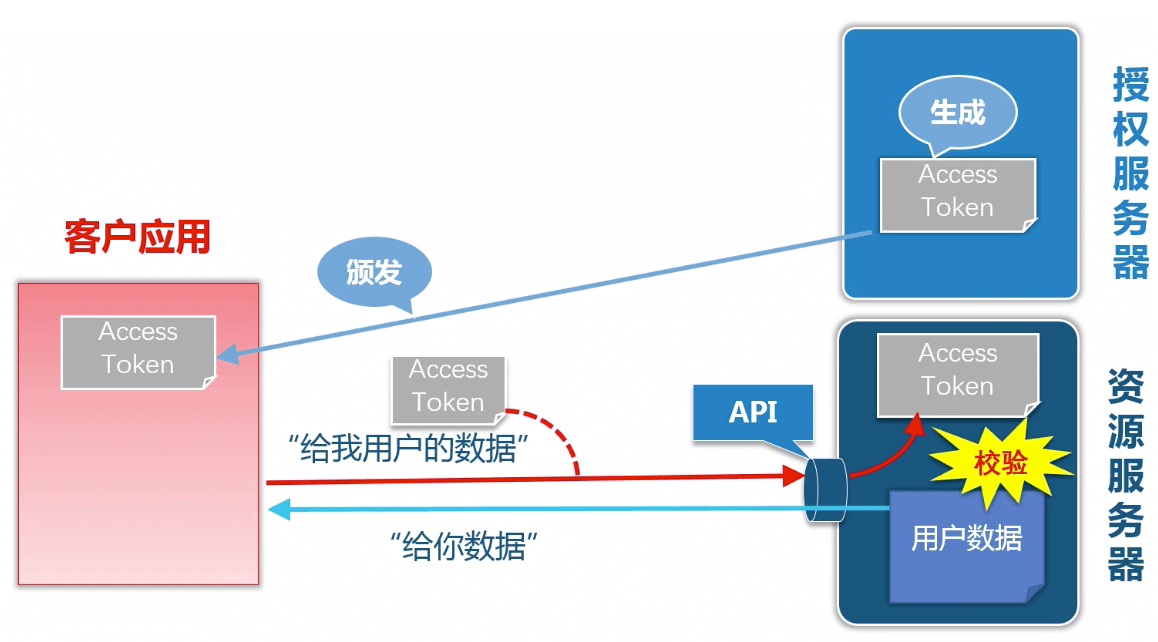 生成
Access
Token
授权服务器
客户应用
颁发
Access
Token
Access
Token
“给我用户的数据”
API
Access
Token
校验
用户数据
“给你数据”
资源服务器